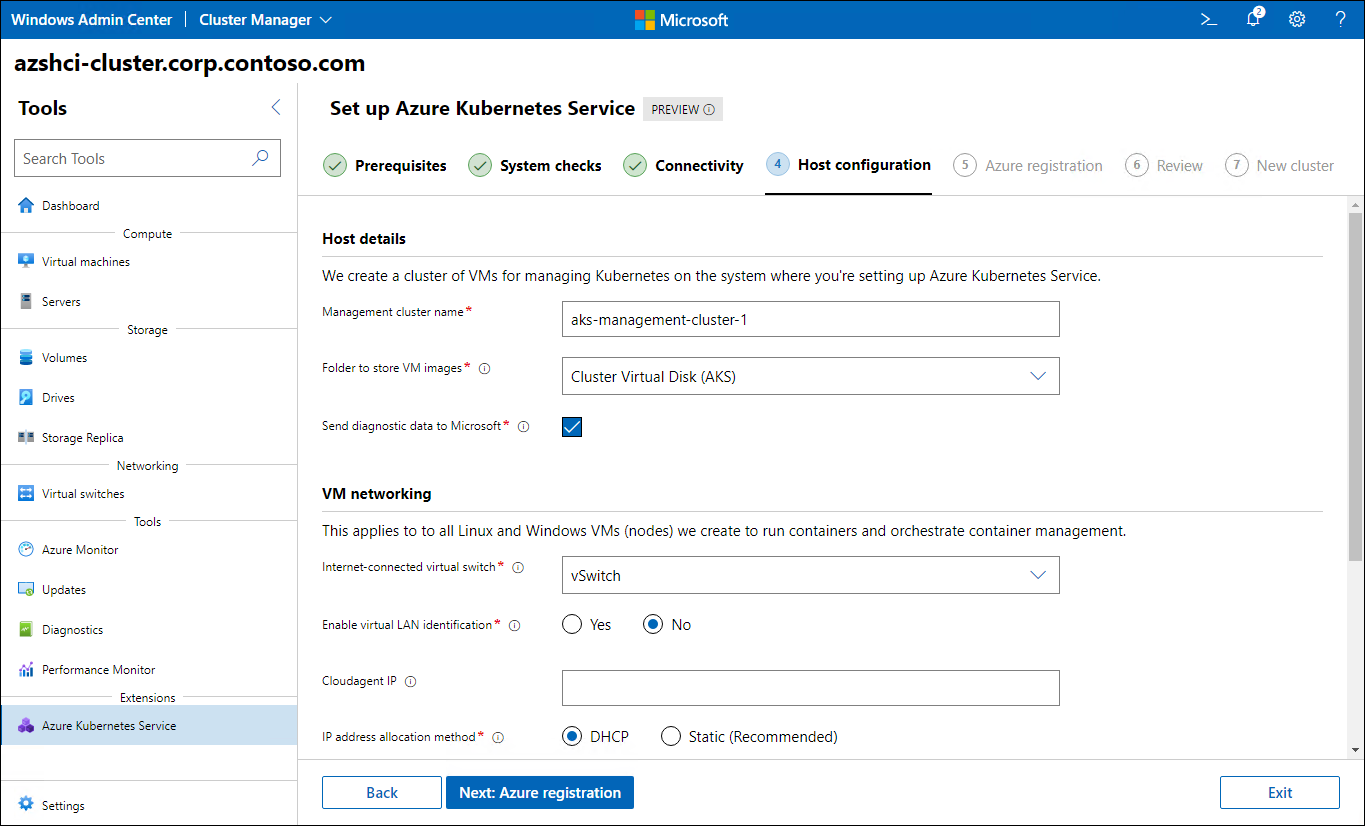 Windows Admin Center | Cluster Manager
Microsoft
2
?
azshci-cluster.corp.contoso.com
Tools
Search Tools
Dashboard
Compute
Virtual machines
Servers
Storage
Volumes
Drives
Storage Replica
Networking
Virtual switches
Tools
Azure Monitor
Updates
Diagnostics
Performance Monitor
Extensions
Azure Kubernetes Service
Settings
Set up Azure Kubernetes Service PREVIEW
Prerequisites System checks Connectivity 4 Host configuration 5 Azure registration 6 Review 7 New cluster
Host details
We create a cluster of VMs for managing Kubernetes on the system where you're setting up Azure Kubernetes Service.
Management cluster name* aks-management-cluster-1
Folder to store VM images* Cluster Virtual Disk (AKS)
Send diagnostic data to Microsoft*
VM networking
This applies to to all Linux and Windows VMs (nodes) we create to run containers and orchestrate container management.
Internet-connected virtual switch* vSwitch
Enable virtual LAN identification* Yes No
Cloudagent IP
IP address allocation method* DHCP Static (Recommended)
Back Next: Azure registration Exit